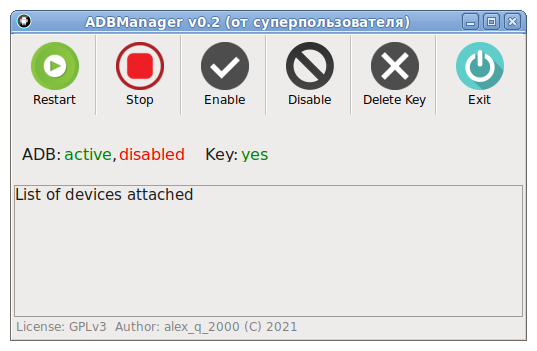 ADBManager v0.2 (от суперпользователя)
Restart Stop Enable Disable Delete Key Exit
ADB: active, disabled Key: yes
List of devices attached
License: GPLv3 Author: alex_q_2000 (C) 2021